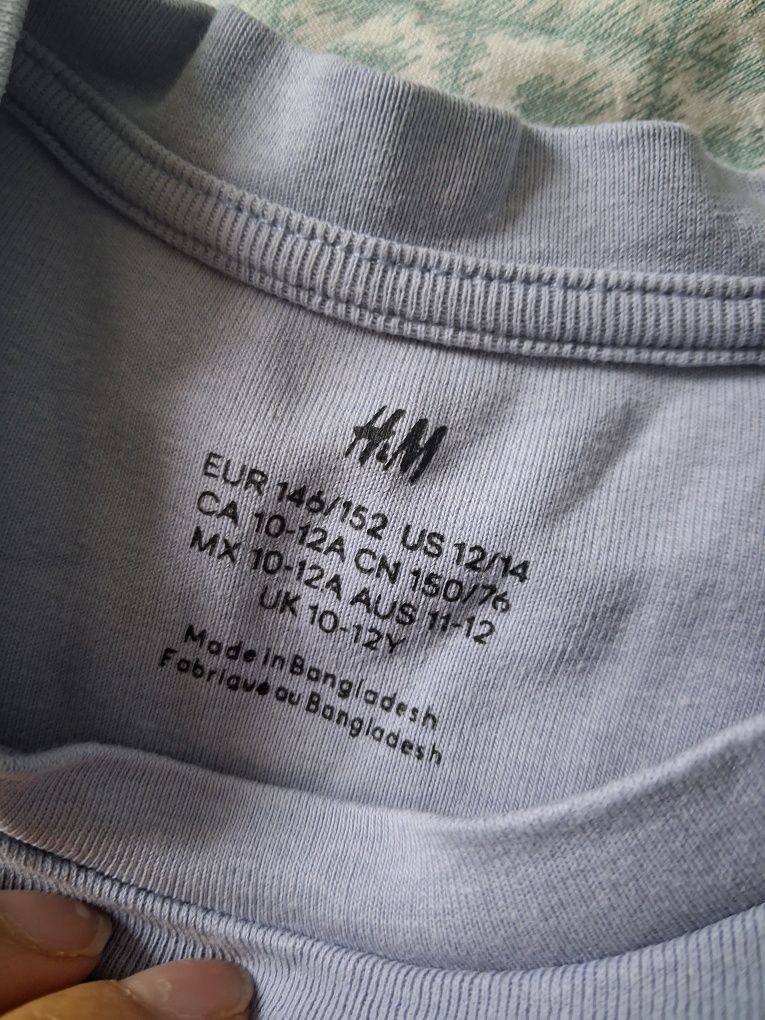 H&M
EUR 146/152 US 12/14
CA 10-12A CN 150/76
MX 10-12A AUS 11-12
UK 10-12Y
Made in Bangladesh
Fabriqué au Bangladesh